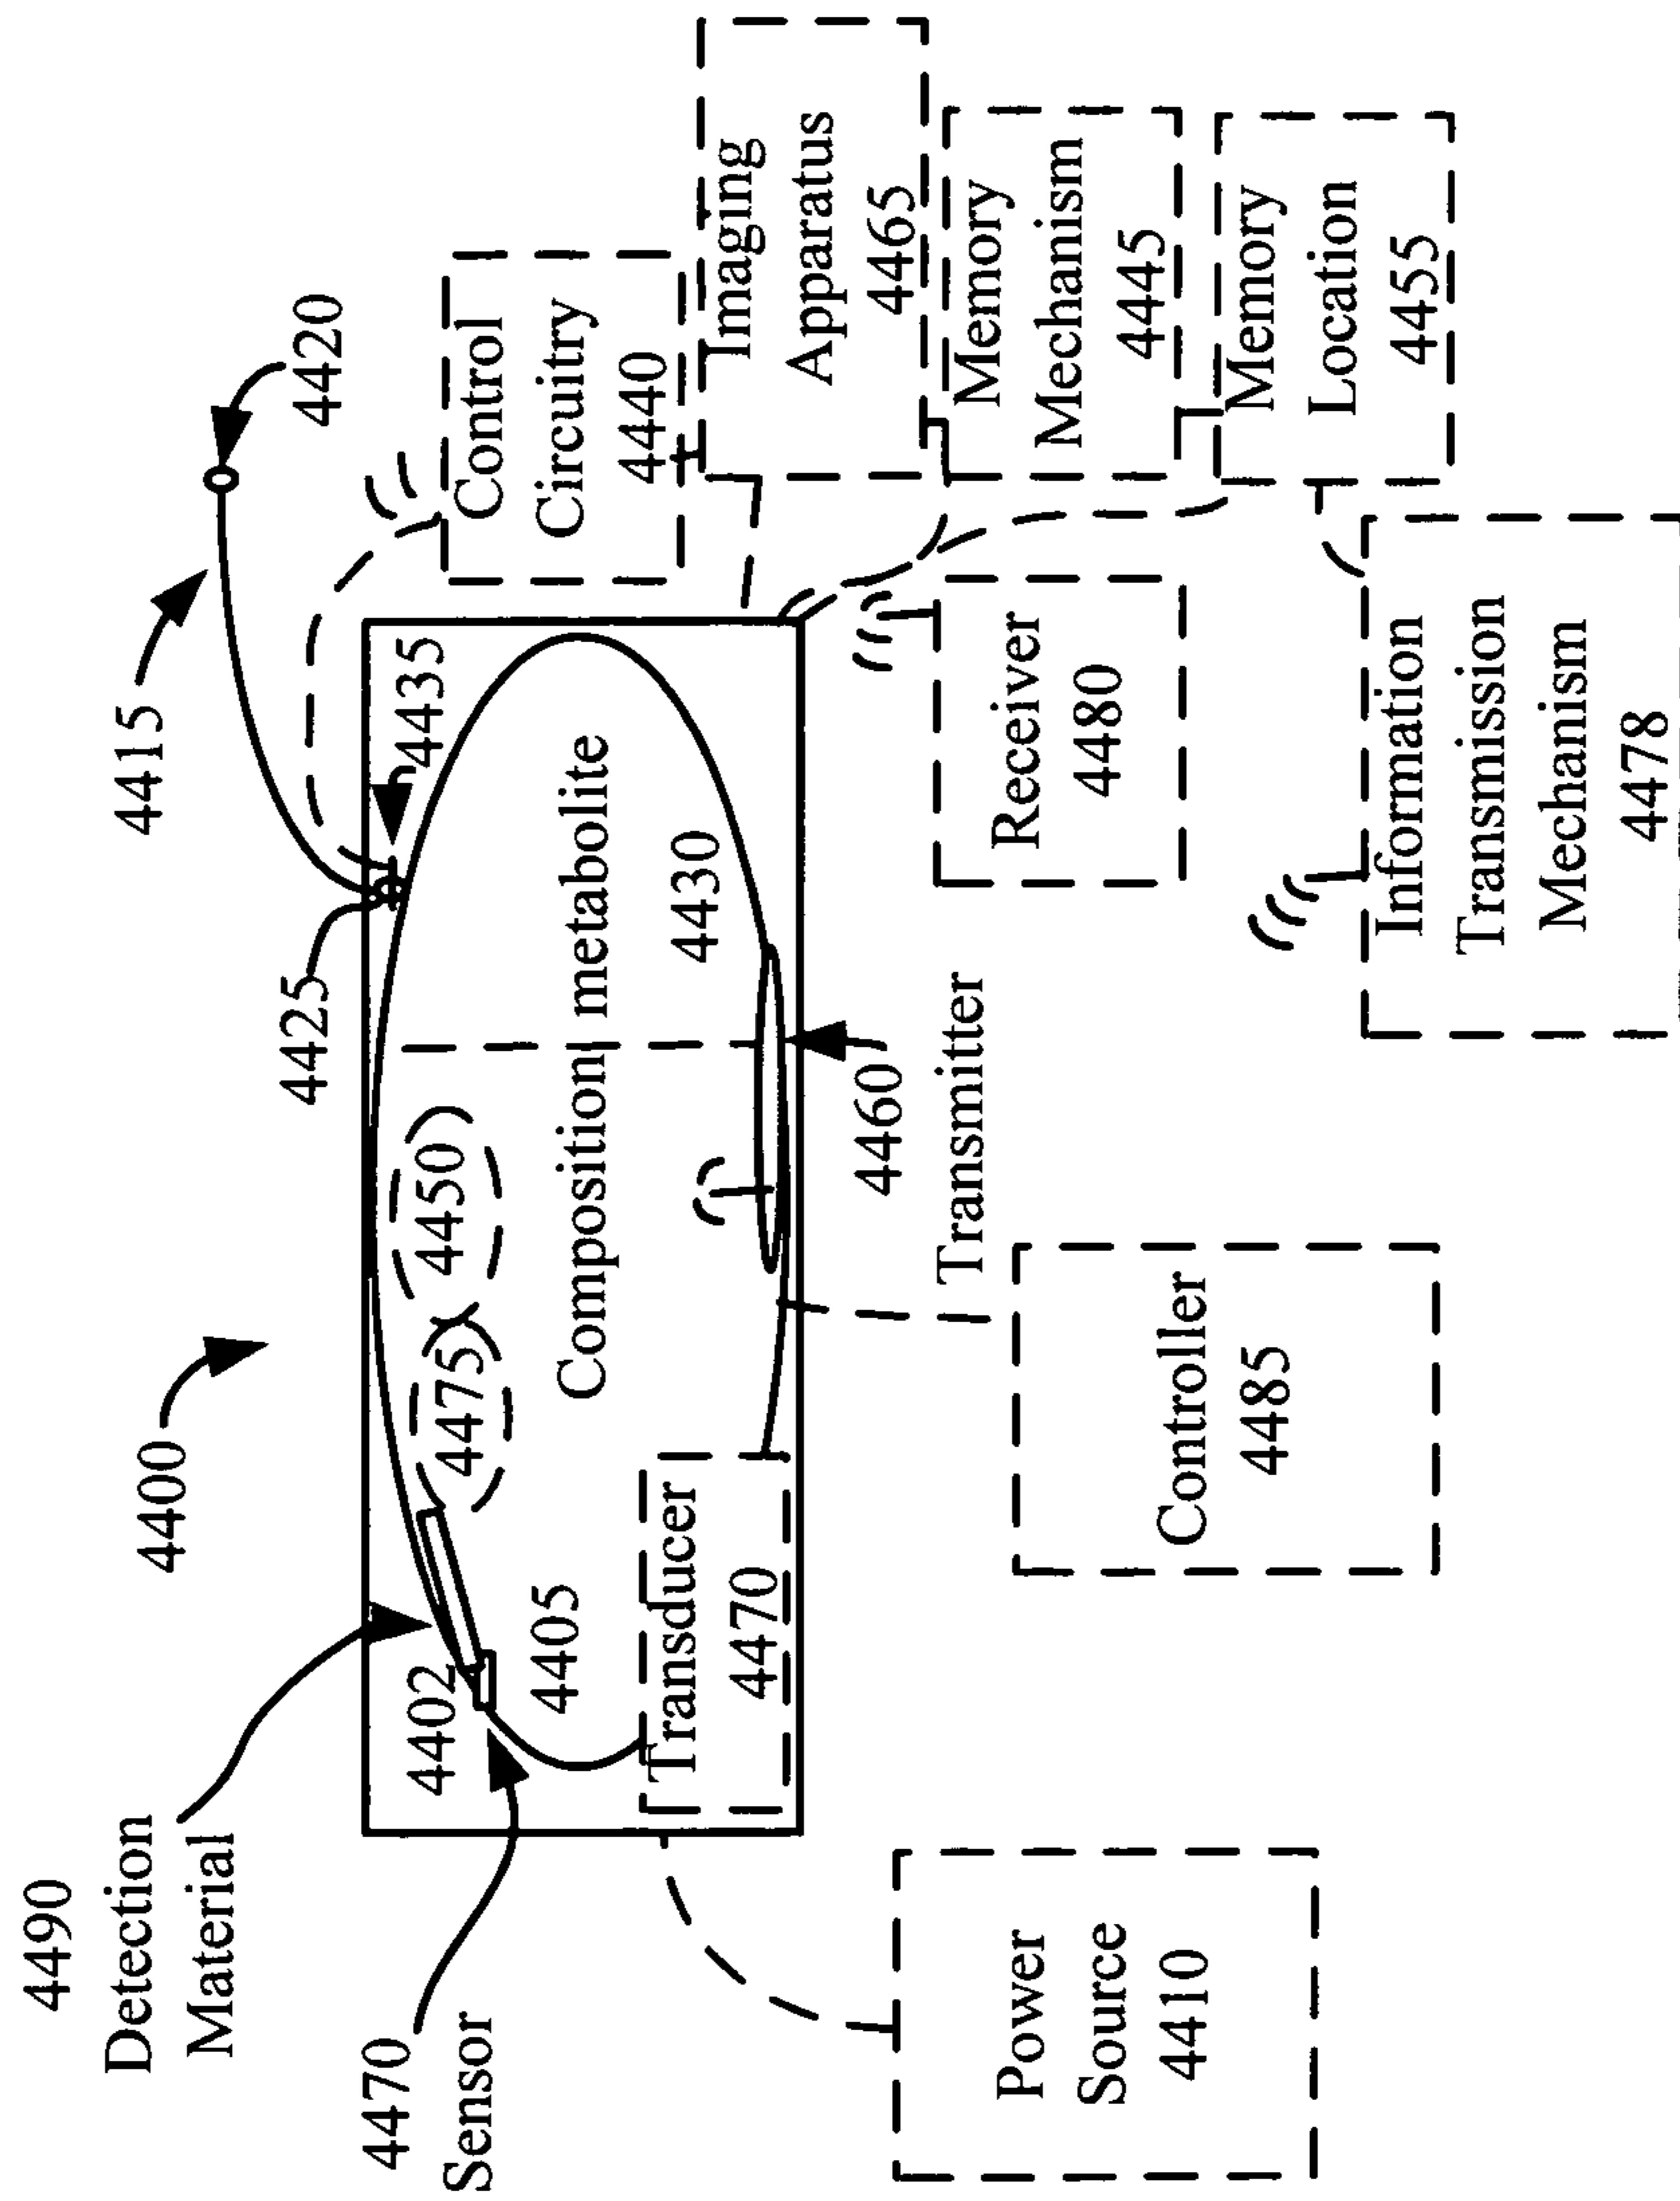 4490
Detection
Material
4400
4415
4420
4425
4470
Sensor
4402
4405
4475
4450
4435
Composition
metabolite
4430
Transducer
4470
Control
Circuitry
4440
Imaging
Apparatus
4465
Memory
Mechanism
4445
Memory
Location
4455
4460
Transmitter
Receiver
4480
Power
Source
4410
Controller
4485
Information
Transmission
Mechanism
4478